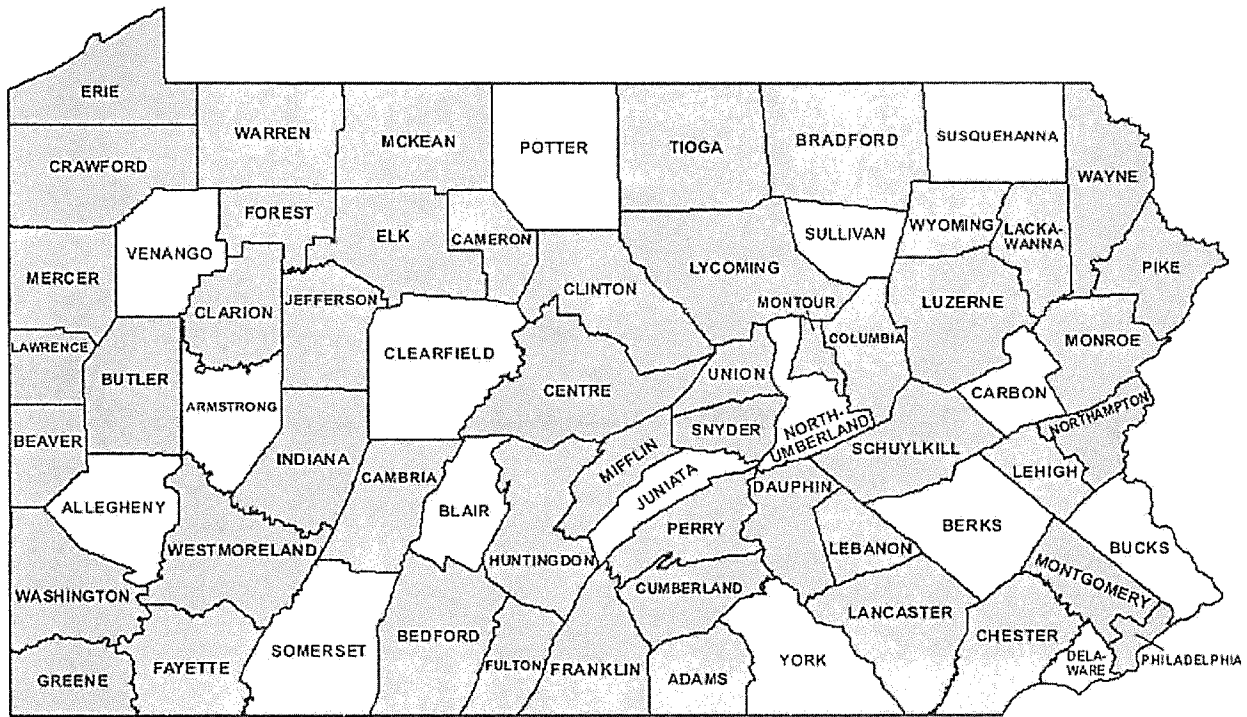 ERIE
WARREN
MCKEAN
POTTER
TIOGA
BRADFORD
SUSQUEHANNA
CRAWFORD
WAYNE
FOREST
ELK
CAMERON
SULLIVAN
WYOMING
LACKA-
WANNA
VENANGO
MERCER
LYCOMING
PIKE
CLINTON
JEFFERSON
CLARION
MONTOUR
LUZERNE
COLUMBIA
LAWRENCE
CLEARFIELD
MONROE
BUTLER
CENTRE
UNION
CARBON
ARMSTRONG
NORTHAMPTON
BEAVER
SNYDER
NORTH-
UMBERLAND
INDIANA
MIFFLIN
SCHUYLKILL
CAMBRIA
LEHIGH
JUNIATA
DAUPHIN
ALLEGHENY
BLAIR
PERRY
BERKS
WESTMORELAND
HUNTINGDON
LEBANON
BUCKS
WASHINGTON
CUMBERLAND
MONTGOMERY
LANCASTER
BEDFORD
SOMERSET
CHESTER
FAYETTE
FULTON
FRANKLIN
ADAMS
YORK
DELA-
WARE
PHILADELPHIA
GREENE